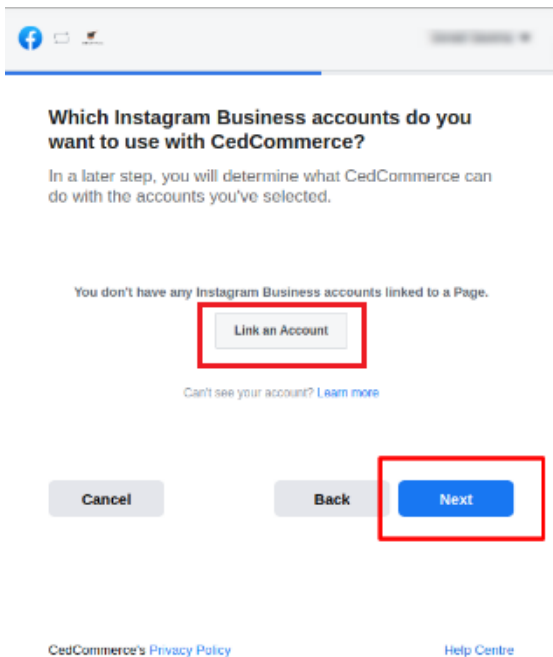 Which Instagram Business accounts do you
want to use with CedCommerce?
In a later step, you will determine what CedCommerce can
do with the accounts you've selected.
You don't have any Instagram Business accounts linked to a Page.
Link an Account
Can't see your account? Learn more
Cancel Back Next
CedCommerce's Privacy Policy Help Centre